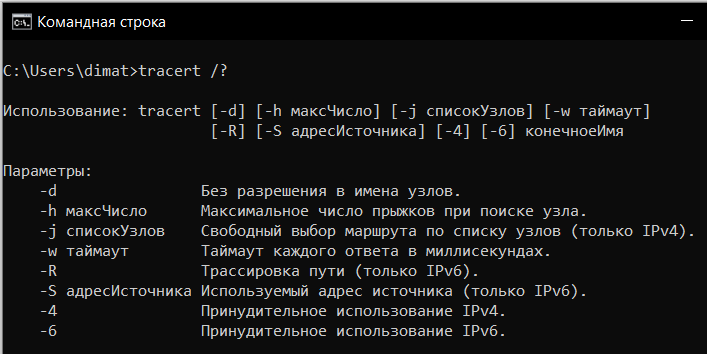 Командная строка
C:\Users\dimat>tracert /?
Использование: tracert [-d] [-h максЧисло] [-j списокУзлов] [-w таймаут]
[-R] [-S адресИсточника] [-4] [-6] конечноеИмя
Параметры:
-d Без разрешения в имена узлов.
-h максЧисло Максимальное число прыжков при поиске узла.
-j списокУзлов Свободный выбор маршрута по списку узлов (только IPv4).
-w таймаут Таймаут каждого ответа в миллисекундах.
-R Трассировка пути (только IPv6).
-S адресИсточника Используемый адрес источника (только IPv6).
-4 Принудительное использование IPv4.
-6 Принудительное использование IPv6.